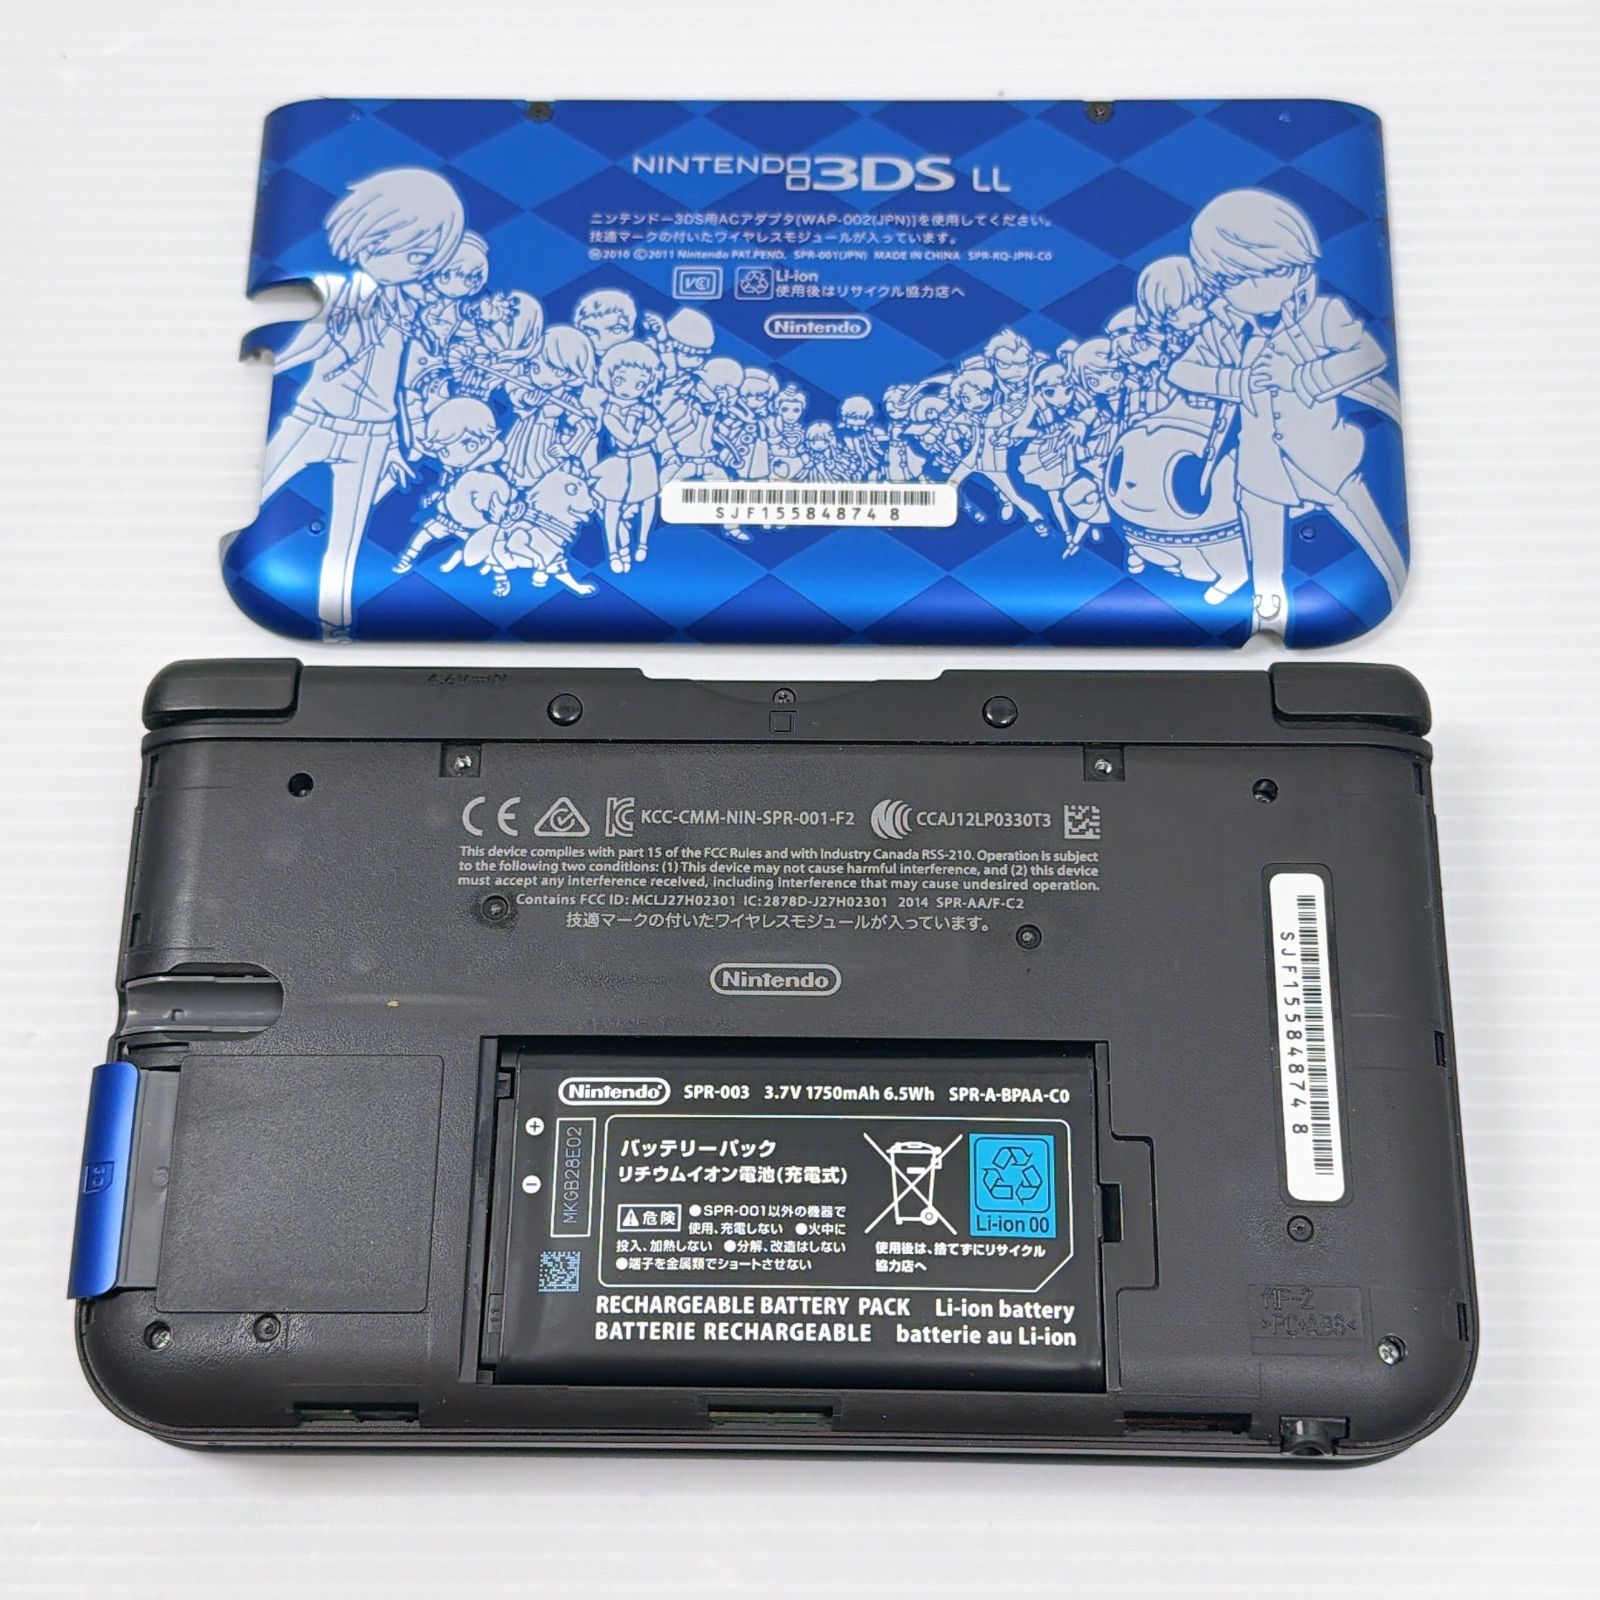 NINTENDO 3DS LL
ニンテンドー3DS用ACアダプタ[WAP-002(JPN)]を使用してください。
技適マークの付いたワイヤレスモジュールが入っています。
Ⓜ2010 ©2011 Nintendo PAT.PEND. SPR-001(JPN) MADE IN CHINA SPR-KQ-JPN-C0
VCI Li-ion
使用後はリサイクル協力店へ
Nintendo
SJF15584874 8
4.6V⎓IN
CE KCC-CMM-NIN-SPR-001-F2 CCAJ12LP0330T3
This device complies with part 15 of the FCC Rules and with Industry Canada RSS-210. Operation is subject
to the following two conditions: (1) This device may not cause harmful interference, and (2) this device
must accept any interference received, including interference that may cause undesired operation.
Contains FCC ID: MCLJ27H02301 IC: 2878D-J27H02301 2014 SPR-AA/F-C2
技適マークの付いたワイヤレスモジュールが入っています。
Nintendo
SJF15584874 8
Nintendo SPR-003 3.7V 1750mAh 6.5Wh SPR-A-BPAA-C0
+
−
MKGB28E02
バッテリーパック
リチウムイオン電池(充電式)
危険 ●SPR-001以外の機器で
使用、充電しない ●火中に
投入、加熱しない ●分解、改造はしない
●端子を金属類でショートさせない
Li-ion 00
使用後は、捨てずにリサイクル
協力店へ
RECHARGEABLE BATTERY PACK Li-ion battery
BATTERIE RECHARGEABLE batterie au Li-ion
>PC+ABS<